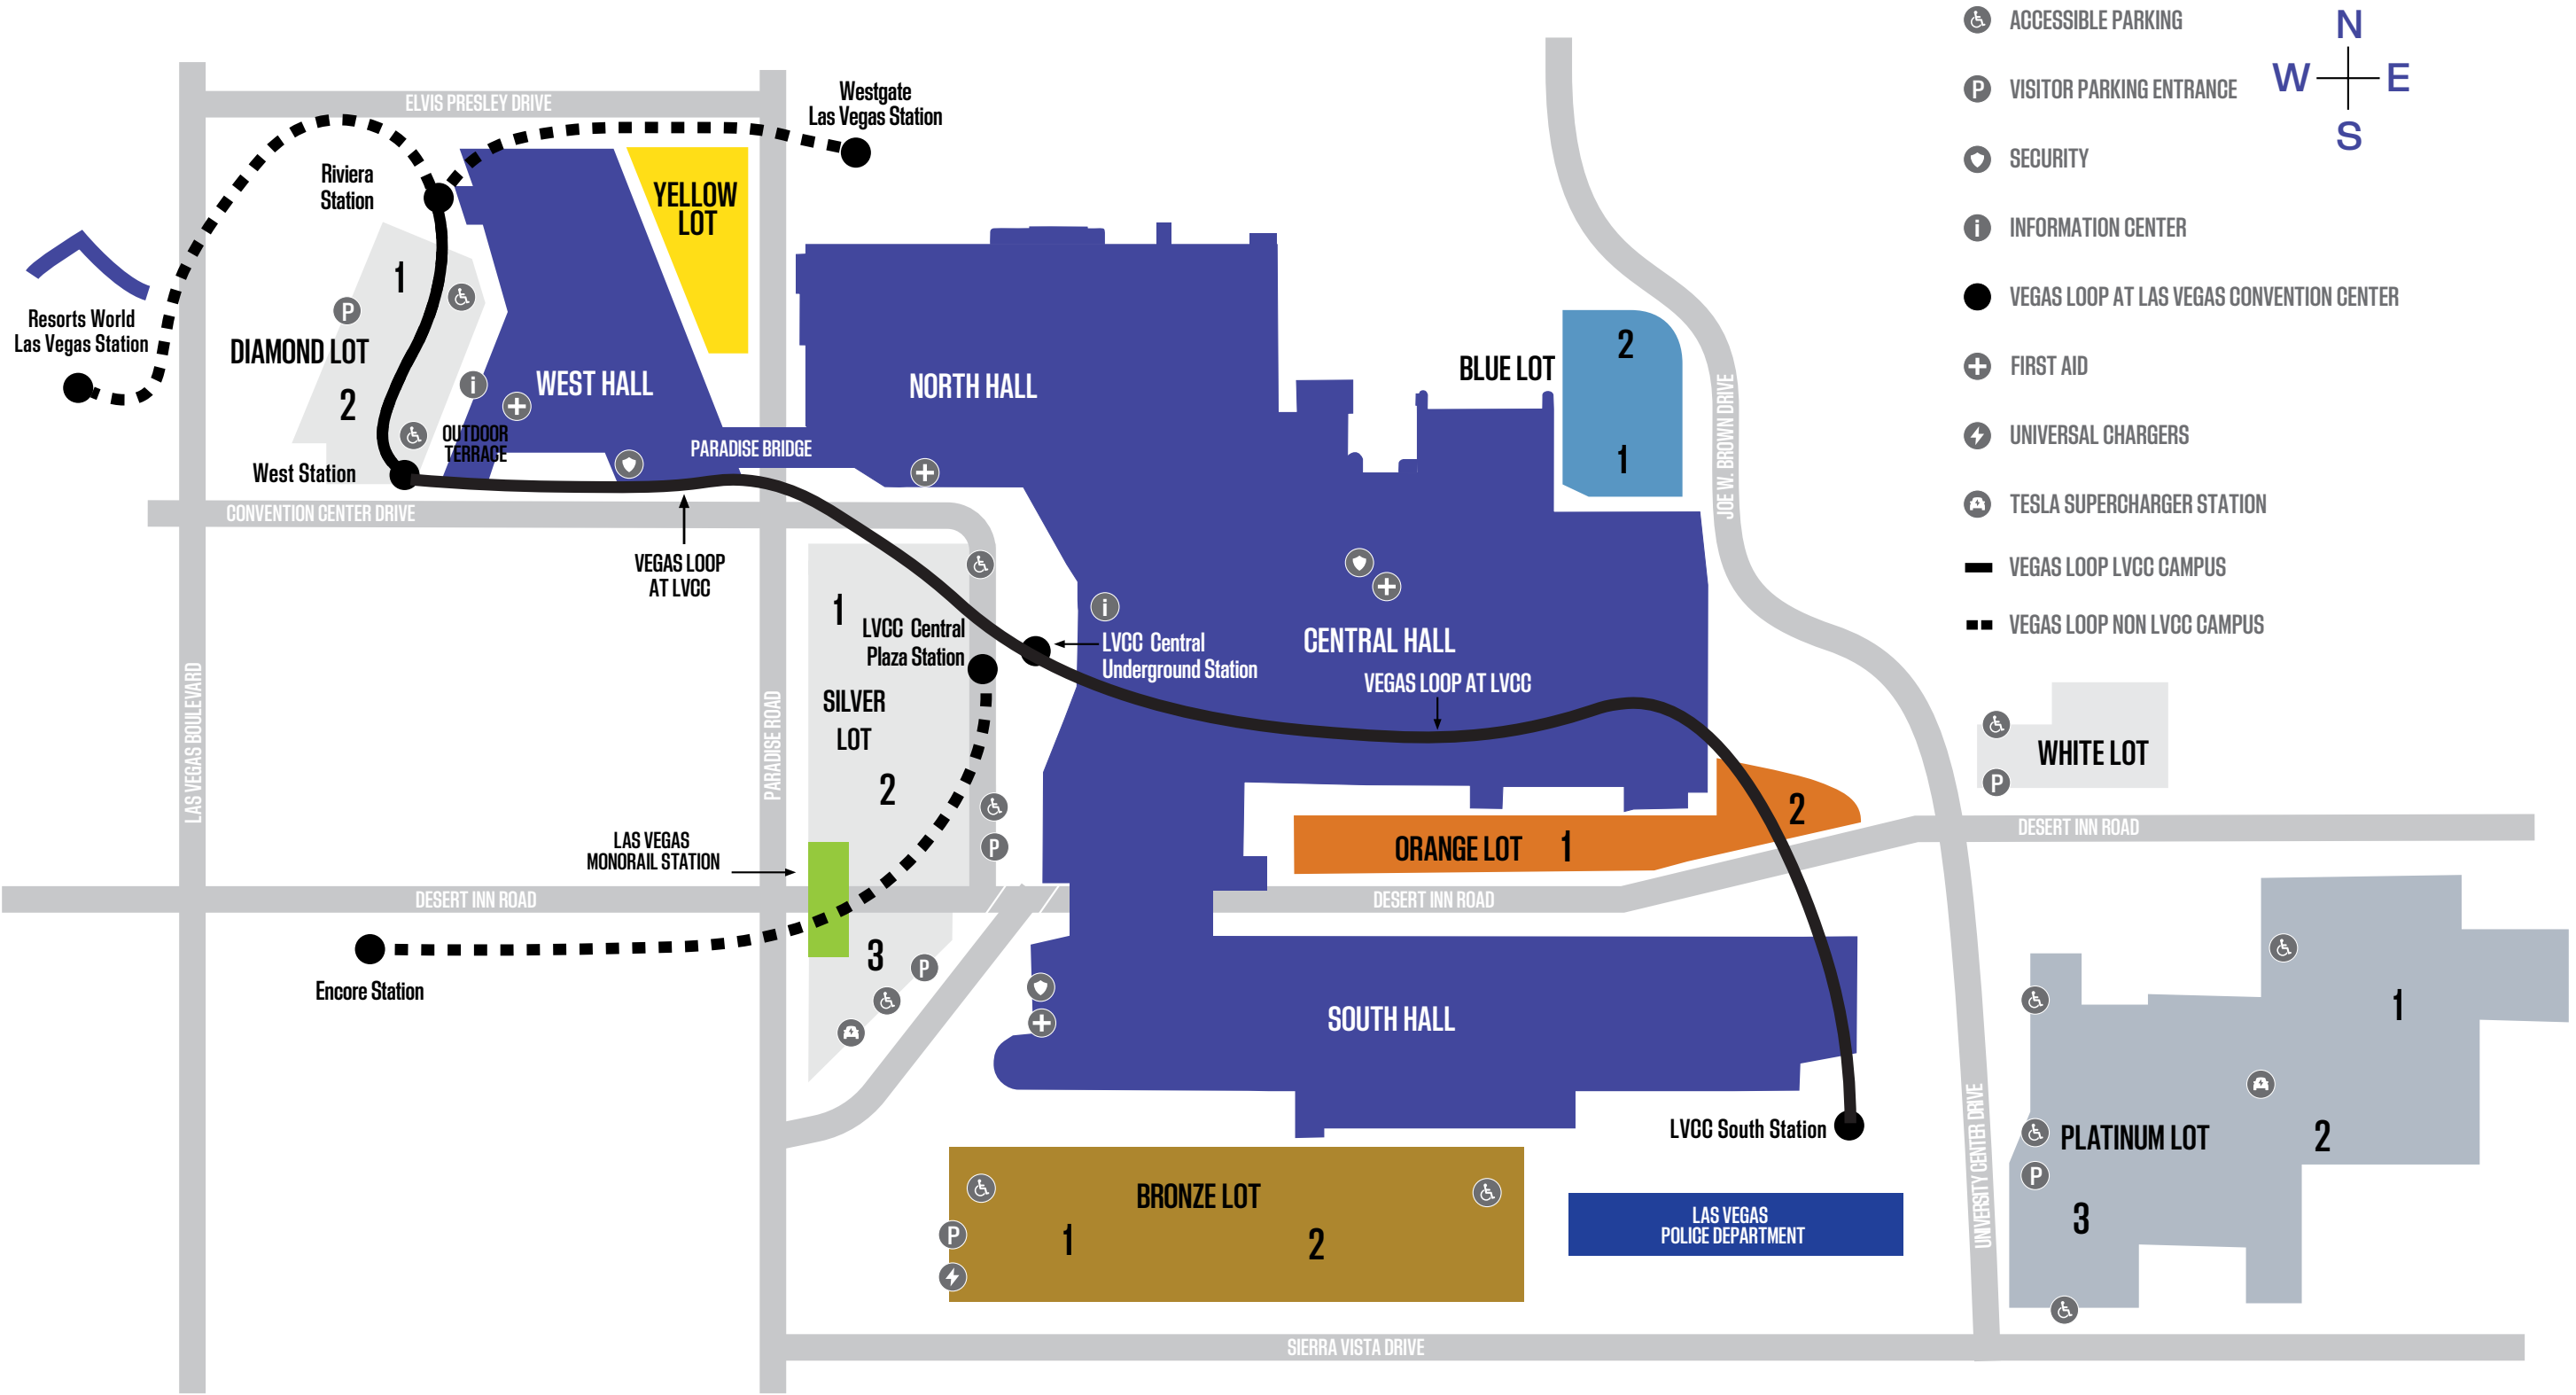 ACCESSIBLE PARKING
VISITOR PARKING ENTRANCE
SECURITY
INFORMATION CENTER
VEGAS LOOP AT LAS VEGAS CONVENTION CENTER
FIRST AID
UNIVERSAL CHARGERS
TESLA SUPERCHARGER STATION
VEGAS LOOP LVCC CAMPUS
VEGAS LOOP NON LVCC CAMPUS
N
W E
S
ELVIS PRESLEY DRIVE
Westgate
Las Vegas Station
Riviera
Station
YELLOW
LOT
Resorts World
Las Vegas Station
1
P
DIAMOND LOT
2
i
WEST HALL
OUTDOOR
TERRACE
West Station
PARADISE BRIDGE
NORTH HALL
BLUE LOT
2
1
JOE W. BROWN DRIVE
CONVENTION CENTER DRIVE
VEGAS LOOP
AT LVCC
LAS VEGAS BOULEVARD
PARADISE ROAD
1
LVCC Central
Plaza Station
SILVER
LOT
2
P
i
LVCC Central
Underground Station
CENTRAL HALL
VEGAS LOOP AT LVCC
WHITE LOT
P
LAS VEGAS
MONORAIL STATION
ORANGE LOT 1
2
DESERT INN ROAD
DESERT INN ROAD
DESERT INN ROAD
3
P
Encore Station
SOUTH HALL
LVCC South Station
UNIVERSITY CENTER DRIVE
1
PLATINUM LOT
2
P
3
BRONZE LOT
P
1
2
LAS VEGAS
POLICE DEPARTMENT
SIERRA VISTA DRIVE